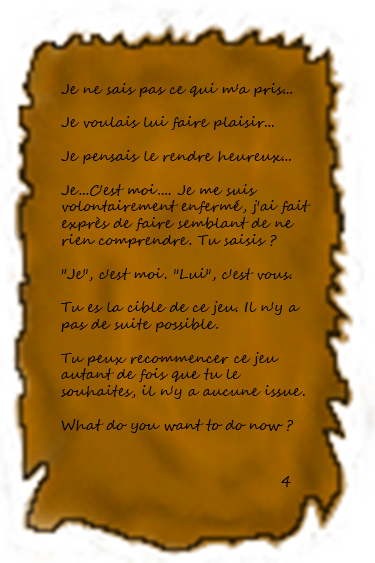 Je ne sais pas ce qui m'a pris...
Je voulais lui faire plaisir...
Je pensais le rendre heureux...
Je...C'est moi.... Je me suis
volontairement enfermé, j'ai fait
exprès de faire semblant de ne
rien comprendre. Tu saisis ?
"Je", c'est moi. "Lui", c'est vous.
Tu es la cible de ce jeu. Il n'y a
pas de suite possible.
Tu peux recommencer ce jeu
autant de fois que tu le
souhaites, il n'y a aucune issue.
What do you want to do now ?
4